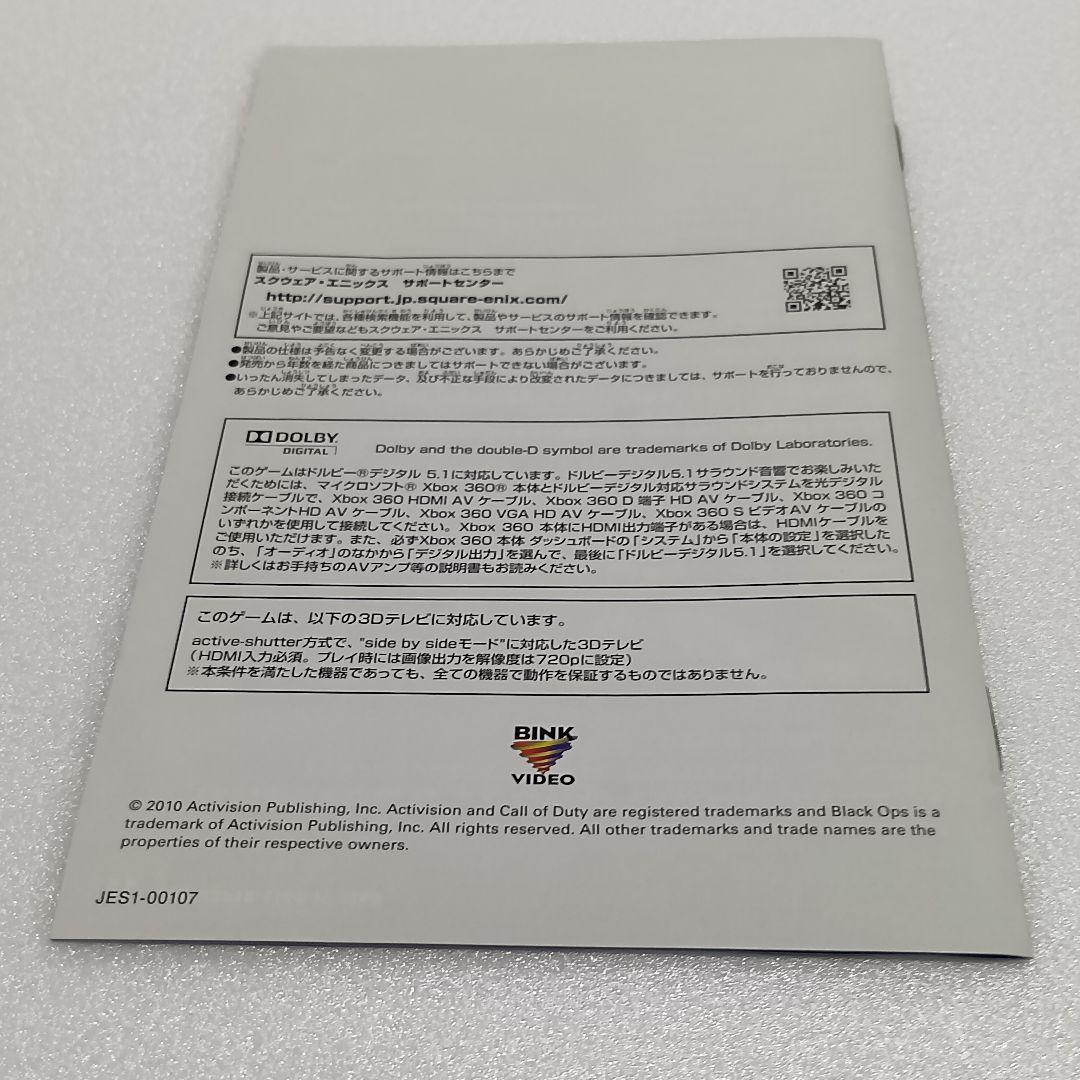 製品・サービスに関するサポート情報はこちらまで
スクウェア・エニックス サポートセンター
http://support.jp.square-enix.com/
※上記サイトでは、各種検索機能を利用して、製品やサービスのサポート情報を確認できます。
ご意見やご要望などもスクウェア・エニックス サポートセンターをご利用ください。
●製品の仕様は予告なく変更する場合がございます。あらかじめご了承ください。
●発売から年数を経た商品につきましてはサポートできない場合がございます。
●いったん消失してしまったデータ、及び不正な手段により改変されたデータにつきましては、サポートを行っておりませんので、
あらかじめご了承ください。
DOLBY
DIGITAL
Dolby and the double-D symbol are trademarks of Dolby Laboratories.
このゲームはドルビー®デジタル 5.1に対応しています。ドルビーデジタル5.1サラウンド音響でお楽しみいた
だくためには、マイクロソフト® Xbox 360® 本体とドルビーデジタル対応サラウンドシステムを光デジタル
接続ケーブルで、Xbox 360 HDMI AV ケーブル、Xbox 360 D 端子 HD AV ケーブル、Xbox 360 コ
ンポーネントHD AV ケーブル、Xbox 360 VGA HD AV ケーブル、Xbox 360 S ビデオAV ケーブルの
いずれかを使用して接続してください。Xbox 360 本体にHDMI出力端子がある場合は、HDMIケーブルを
ご使用いただけます。また、必ずXbox 360 本体 ダッシュボードの「システム」から「本体の設定」を選択した
のち、「オーディオ」のなかから「デジタル出力」を選んで、最後に「ドルビーデジタル5.1」を選択してください。
※詳しくはお手持ちのAVアンプ等の説明書もお読みください。
このゲームは、以下の3Dテレビに対応しています。
active-shutter方式で、"side by sideモード"に対応した3Dテレビ
（HDMI入力必須。プレイ時には画像出力を解像度は720pに設定）
※本条件を満たした機器であっても、全ての機器で動作を保証するものではありません。
BINK
VIDEO
© 2010 Activision Publishing, Inc. Activision and Call of Duty are registered trademarks and Black Ops is a
trademark of Activision Publishing, Inc. All rights reserved. All other trademarks and trade names are the
properties of their respective owners.
JES1-00107